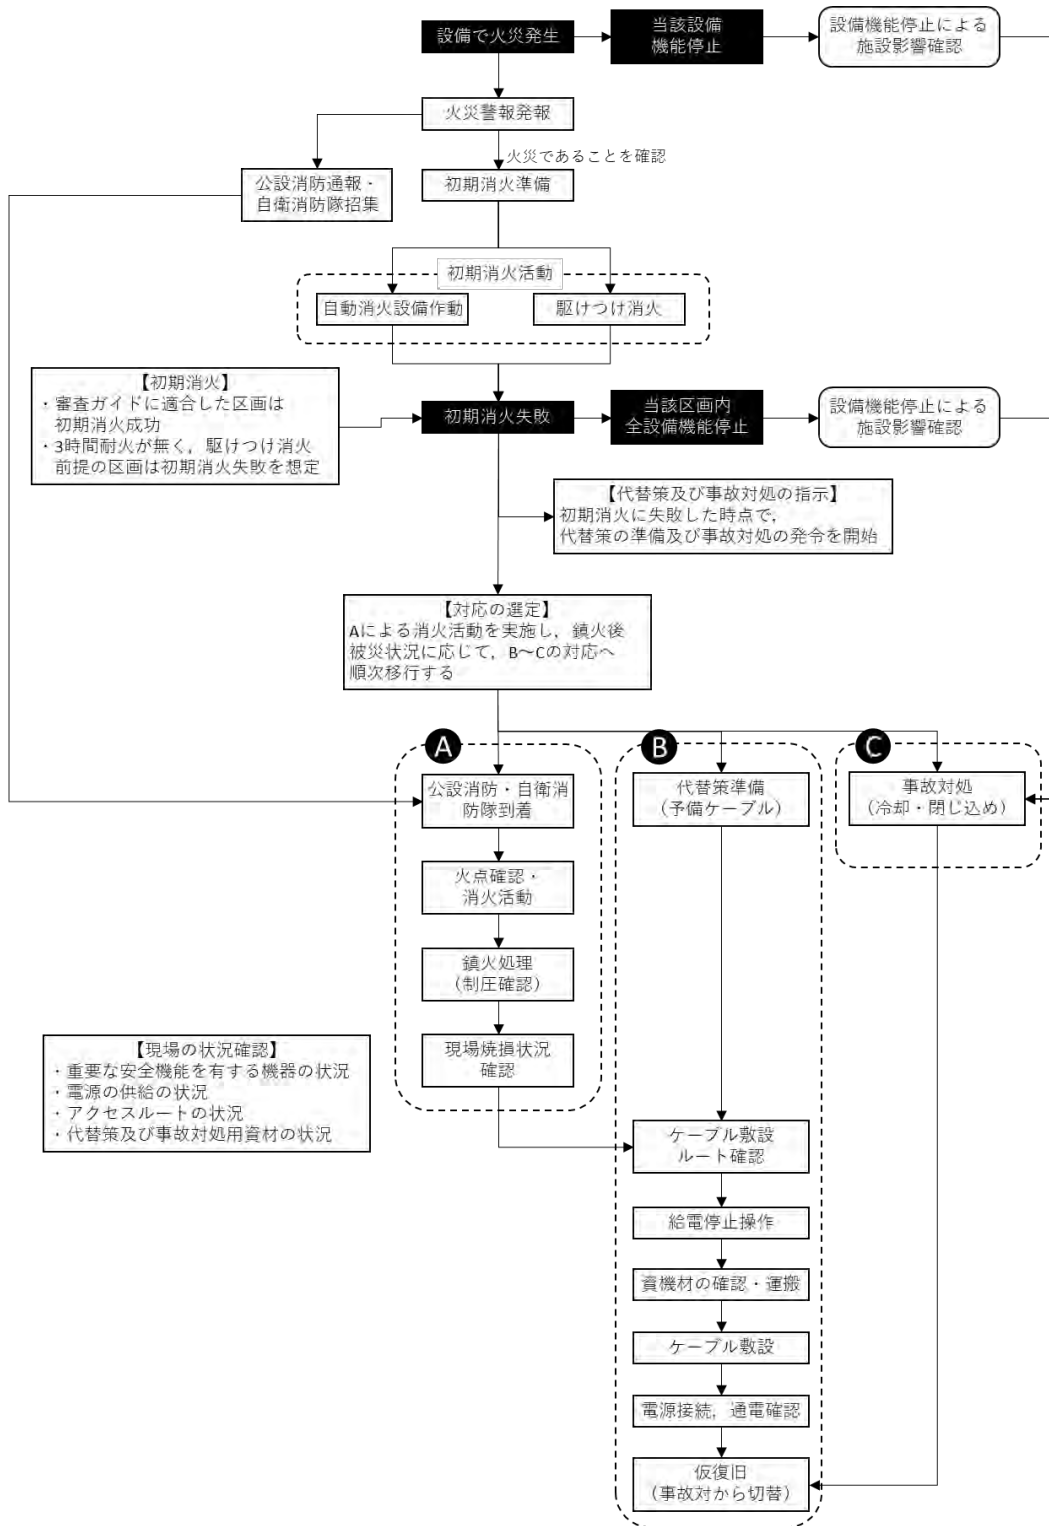 設備で火災発生
当該設備
機能停止
設備機能停止による
施設影響確認
火災警報発報
火災であることを確認
公設消防通報・
自衛消防隊招集
初期消火準備
初期消火活動
自動消火設備作動
駆けつけ消火
【初期消火】
・審査ガイドに適合した区画は
初期消火成功
・3時間耐火が無く，駆けつけ消火
前提の区画は初期消火失敗を想定
初期消火失敗
当該区画内
全設備機能停止
設備機能停止による
施設影響確認
【代替策及び事故対処の指示】
初期消火に失敗した時点で，
代替策の準備及び事故対処の発令を開始
【対応の選定】
Aによる消火活動を実施し，鎮火後
被災状況に応じて，B～Cの対応へ
順次移行する
A
公設消防・自衛消
防隊到着
火点確認・
消火活動
鎮火処理
（制圧確認）
現場焼損状況
確認
【現場の状況確認】
・重要な安全機能を有する機器の状況
・電源の供給の状況
・アクセスルートの状況
・代替策及び事故対処用資材の状況
B
代替策準備
（予備ケーブル）
ケーブル敷設
ルート確認
給電停止操作
資機材の確認・運搬
ケーブル敷設
電源接続，通電確認
仮復旧
（事故対から切替）
C
事故対処
（冷却・閉じ込め）